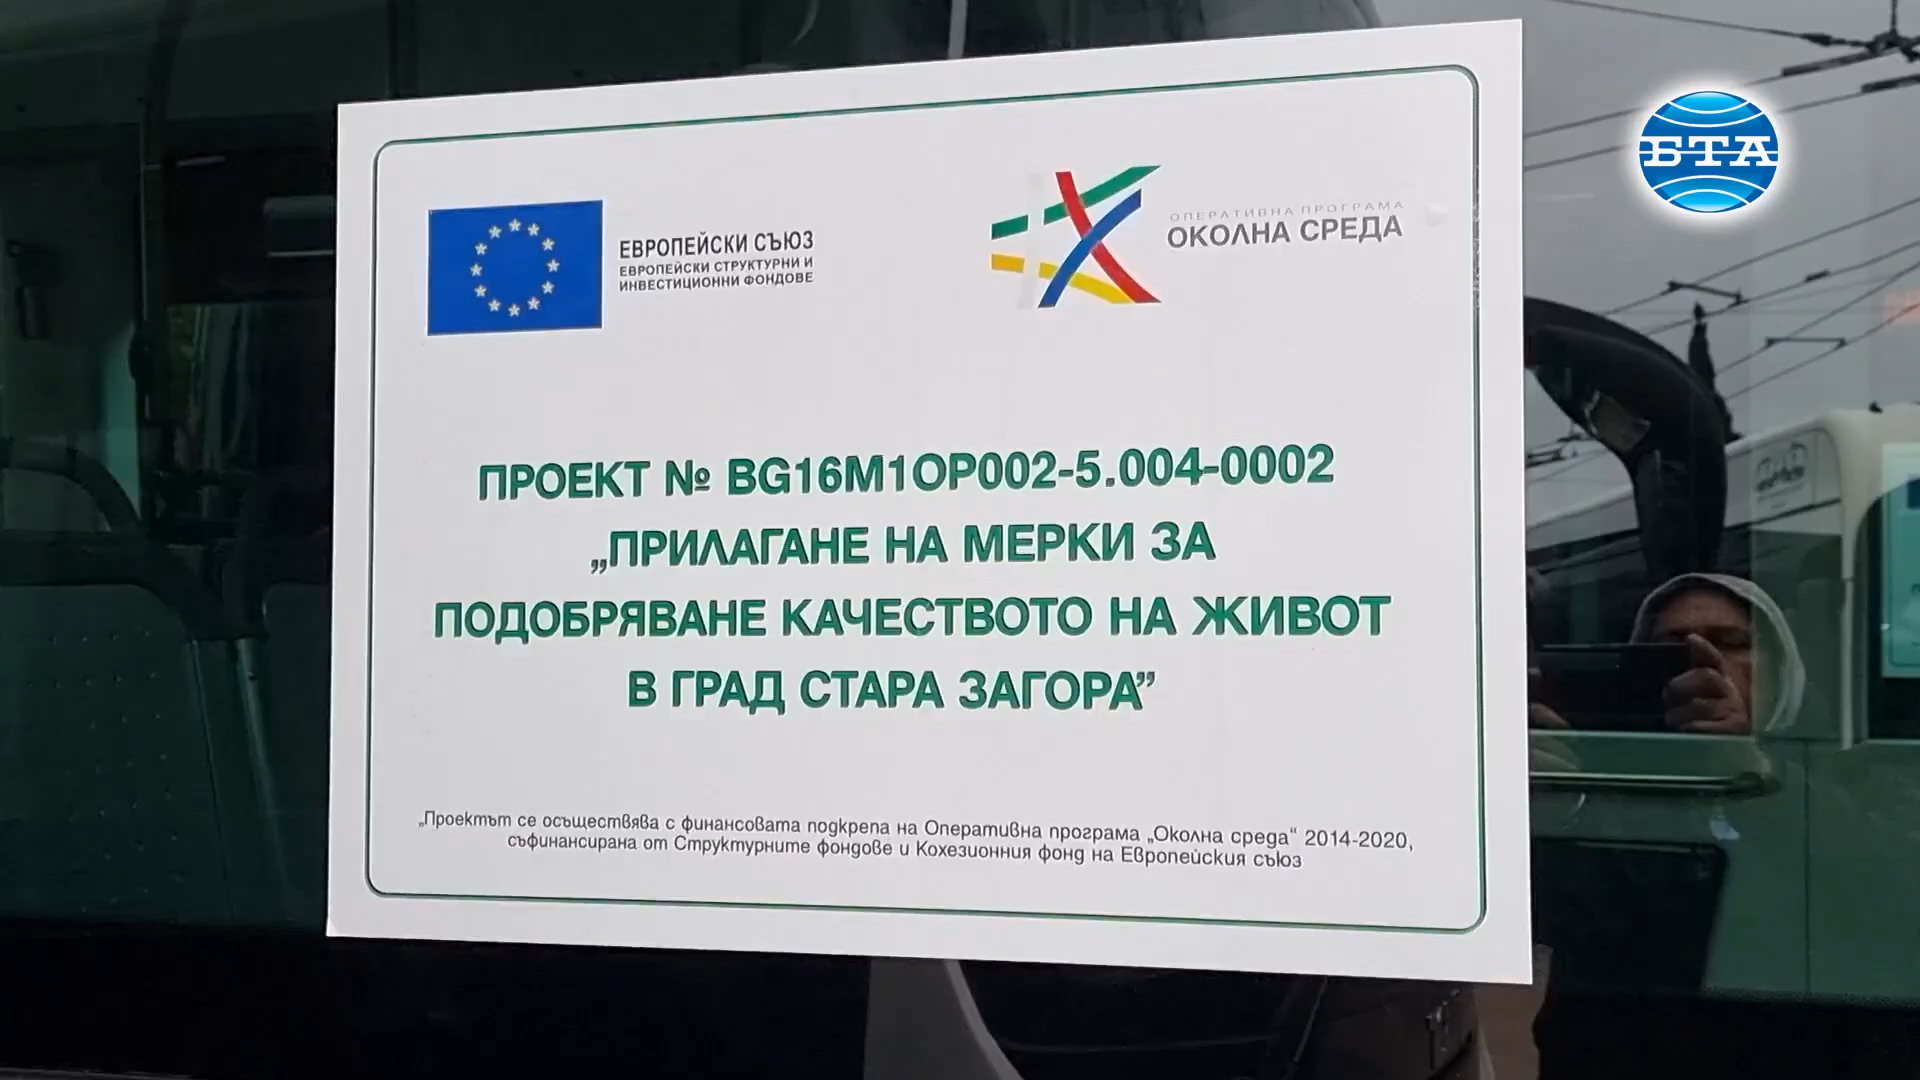 БТА
ЕВРОПЕЙСКИ СЪЮЗ
ЕВРОПЕЙСКИ СТРУКТУРНИ И
ИНВЕСТИЦИОННИ ФОНДОВЕ
ОПЕРАТИВНА ПРОГРАМА
ОКОЛНА СРЕДА
ПРОЕКТ № BG16M1OP002-5.004-0002
„ПРИЛАГАНЕ НА МЕРКИ ЗА
ПОДОБРЯВАНЕ КАЧЕСТВОТО НА ЖИВОТ
В ГРАД СТАРА ЗАГОРА”
„Проектът се осъществява с финансовата подкрепа на Оперативна програма „Околна среда“ 2014-2020,
съфинансирана от Структурните фондове и Кохезионния фонд на Европейския съюз